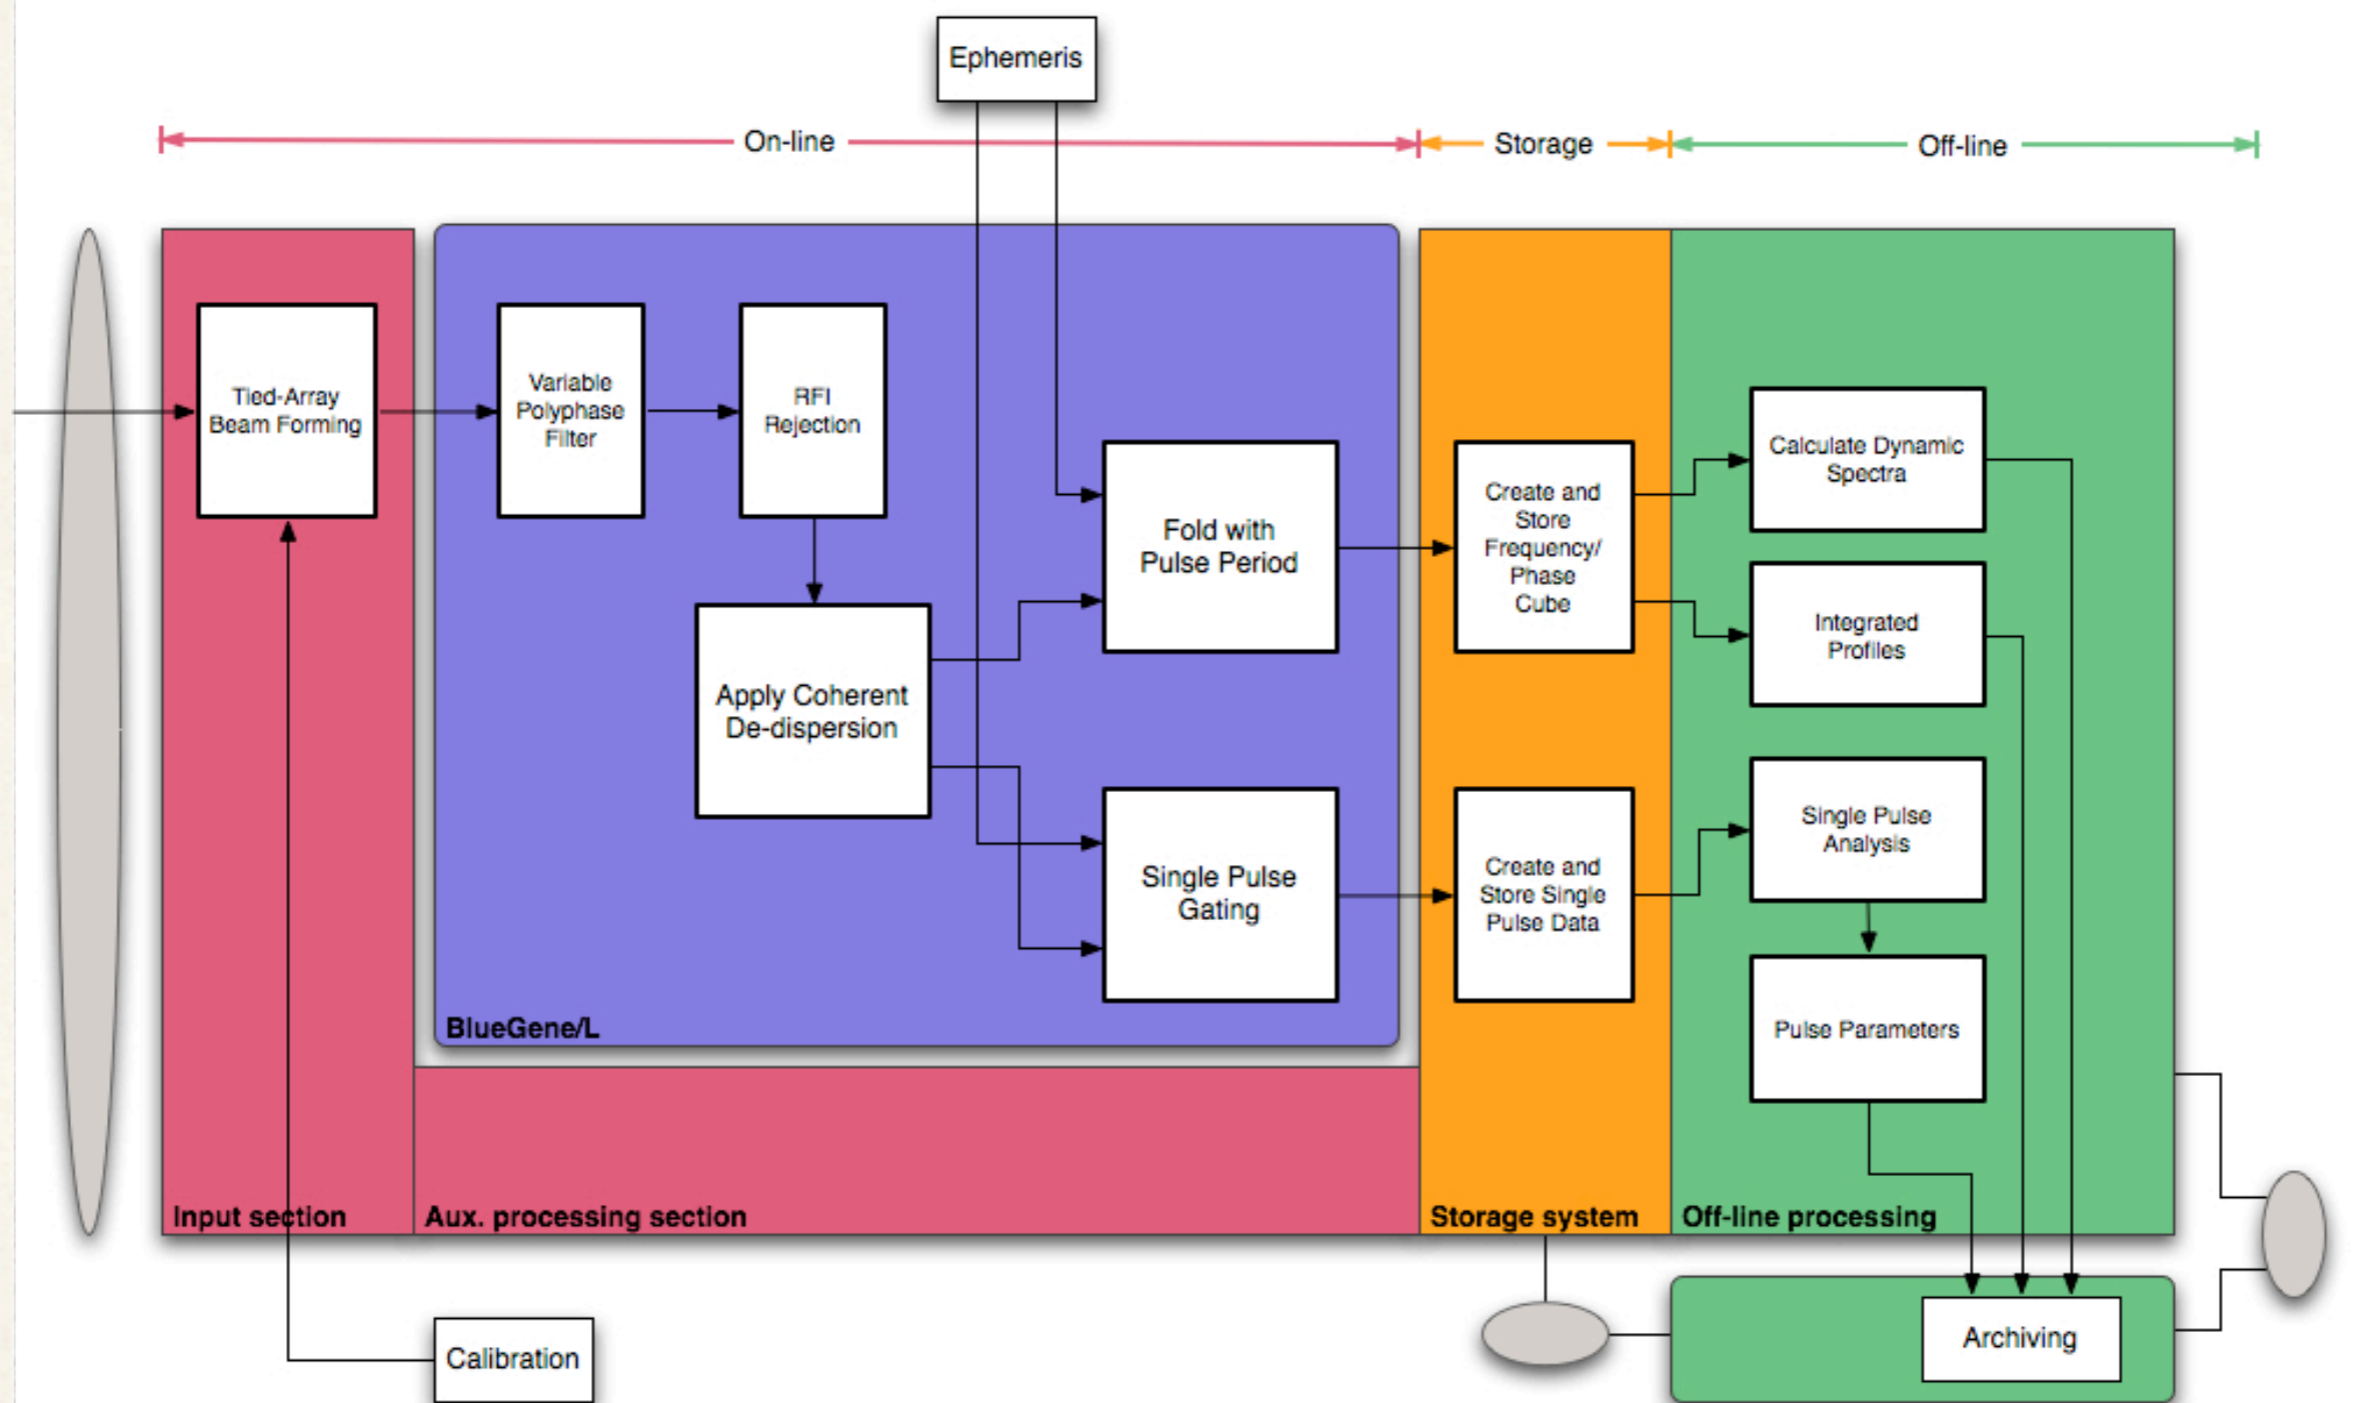 Ephemeris
On-line
Storage
Off-line
Tied-Array
Beam Forming
Variable
Polyphase
Filter
RFI
Rejection
Apply Coherent
De-dispersion
Fold with
Pulse Period
Single Pulse
Gating
BlueGene/L
Create and
Store
Frequency/
Phase
Cube
Create and
Store Single
Pulse Data
Calculate Dynamic
Spectra
Integrated
Profiles
Single Pulse
Analysis
Pulse Parameters
Input section
Aux. processing section
Storage system
Off-line processing
Calibration
Archiving